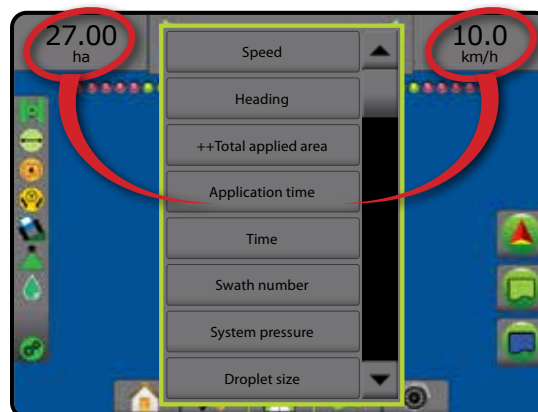 27.00
ha
10.0
km/h
Speed
Heading
++Total applied area
Application time
Time
Swath number
System pressure
Droplet size